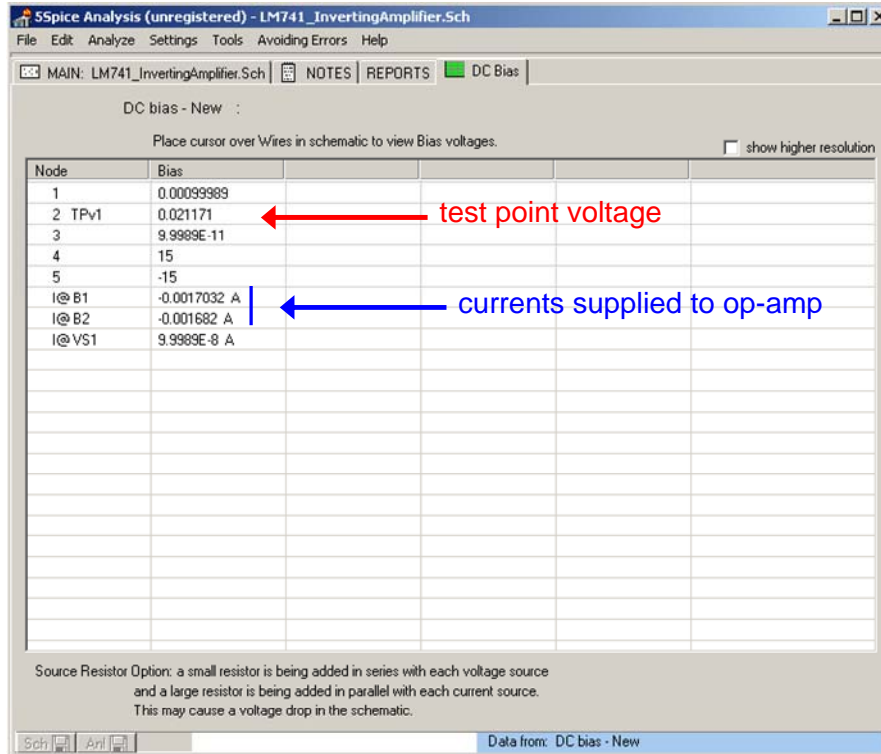 5Spice Analysis (unregistered) - LM741_InvertingAmplifier.Sch
File Edit Analyze Settings Tools Avoiding Errors Help
MAIN: LM741_InvertingAmplifier.Sch NOTES REPORTS DC Bias
DC bias - New :
Place cursor over Wires in schematic to view Bias voltages.
show higher resolution
Node Bias
1 0.00099989
2 TPv1 0.021171 test point voltage
3 9.9989E-11
4 15
5 -15
I@ B1 -0.0017032 A
currents supplied to op-amp
I@ B2 -0.001682 A
I@ VS1 9.9989E-8 A
Source Resistor Option: a small resistor is being added in series with each voltage source
and a large resistor is being added in parallel with each current source.
This may cause a voltage drop in the schematic.
Sch Anl Data from: DC bias - New